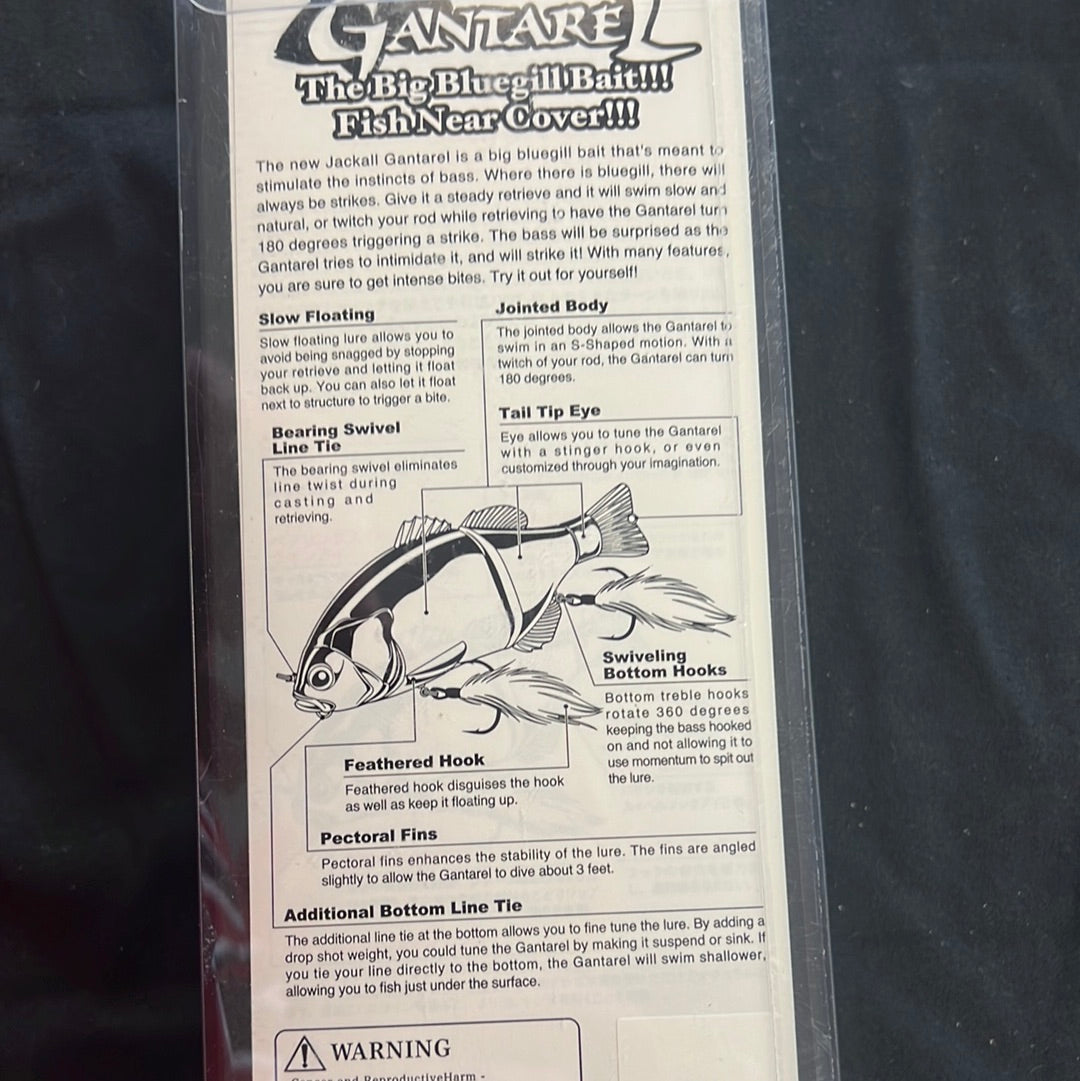 GANTAREL
The Big Bluegill Bait!!!
Fish Near Cover!!!
The new Jackall Gantarel is a big bluegill bait that's meant to
stimulate the instincts of bass. Where there is bluegill, there will
always be strikes. Give it a steady retrieve and it will swim slow and
natural, or twitch your rod while retrieving to have the Gantarel turn
180 degrees triggering a strike. The bass will be surprised as the
Gantarel tries to intimidate it, and will strike it! With many features,
you are sure to get intense bites. Try it out for yourself!
Slow Floating
Slow floating lure allows you to
avoid being snagged by stopping
your retrieve and letting it float
back up. You can also let it float
next to structure to trigger a bite.
Jointed Body
The jointed body allows the Gantarel to
swim in an S-Shaped motion. With a
twitch of your rod, the Gantarel can turn
180 degrees.
Tail Tip Eye
Eye allows you to tune the Gantarel
with a stinger hook, or even
customized through your imagination.
Bearing Swivel
Line Tie
The bearing swivel eliminates
line twist during
casting and
retrieving.
Swiveling
Bottom Hooks
Bottom treble hooks
rotate 360 degrees
keeping the bass hooked
on and not allowing it to
use momentum to spit out
the lure.
Feathered Hook
Feathered hook disguises the hook
as well as keep it floating up.
Pectoral Fins
Pectoral fins enhances the stability of the lure. The fins are angled
slightly to allow the Gantarel to dive about 3 feet.
Additional Bottom Line Tie
The additional line tie at the bottom allows you to fine tune the lure. By adding a
drop shot weight, you could tune the Gantarel by making it suspend or sink. If
you tie your line directly to the bottom, the Gantarel will swim shallower,
allowing you to fish just under the surface.
WARNING
Cancer and ReproductiveHarm -